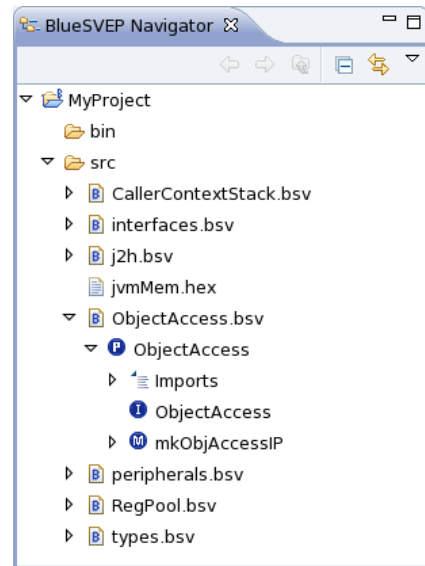 BlueSVEP Navigator
MyProject
bin
src
CallerContextStack.bsv
interfaces.bsv
j2h.bsv
jvmMem.hex
ObjectAccess.bsv
ObjectAccess
Imports
ObjectAccess
mkObjAccessIP
peripherals.bsv
RegPool.bsv
types.bsv